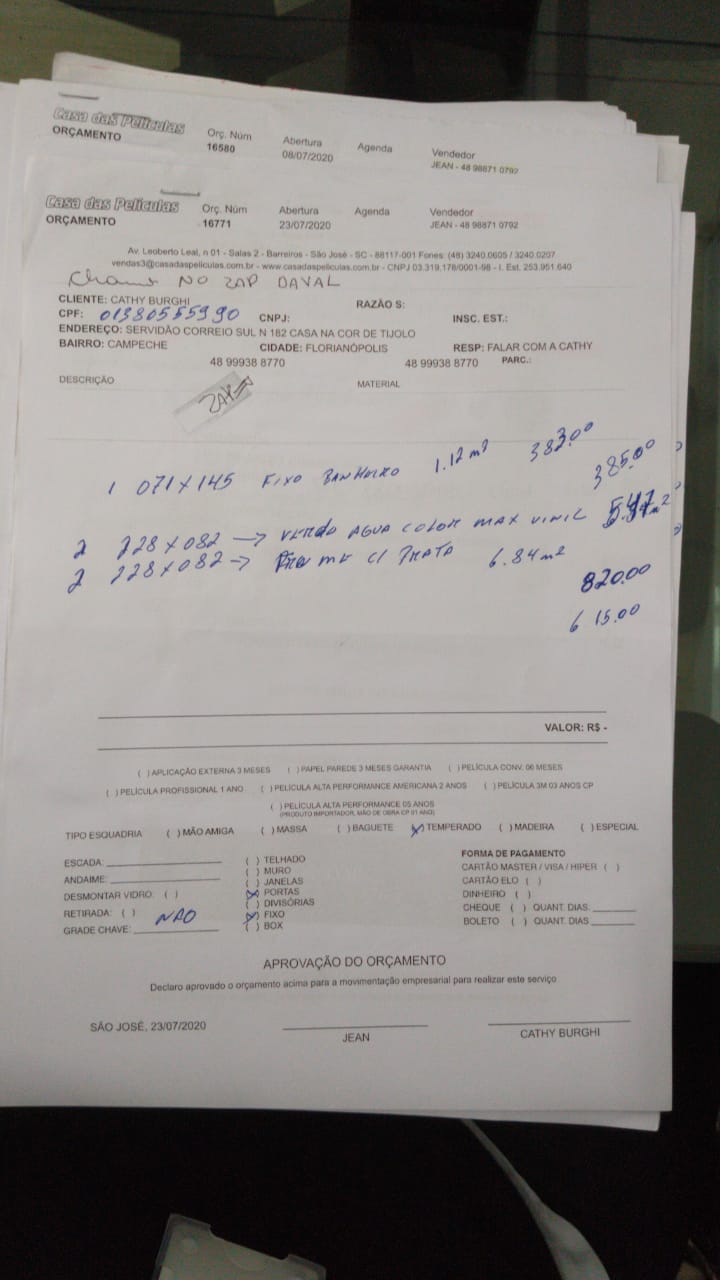 Casa das Películas Orç. Núm Abertura Agenda Vendedor
ORÇAMENTO 16580 08/07/2020 JEAN - 48 98871 0792
Casa das Películas Orç. Núm Abertura Agenda Vendedor
ORÇAMENTO 16771 23/07/2020 JEAN - 48 98871 0792
Av. Leoberto Leal, n 01 - Salas 2 - Barreiros - São José - SC - 88117-001 Fones: (48) 3240.0605 / 3240.0207
vendas3@casadaspeliculas.com.br - www.casadaspeliculas.com.br - CNPJ 03.319.178/0001-98 - I. Est. 253.951.640
NO ZAP DAVAL
CLIENTE: CATHY BURGHI RAZÃO S:
CPF: 01380555990 CNPJ: INSC. EST.:
ENDEREÇO: SERVIDÃO CORREIO SUL N 182 CASA NA COR DE TIJOLO
BAIRRO: CAMPECHE CIDADE: FLORIANÓPOLIS RESP: FALAR COM A CATHY
48 99938 8770 48 99938 8770 PARC.:
DESCRIÇÃO MATERIAL
ZAP
1 071X145 FIXO BANHEIRO 1.12 m² 383.00
385.00
2 228X082 → VERDE AGUA COLOR MAX VINIL
2 228X082 → C/ PRATA 6.84 m²
820.00
615.00
VALOR: R$ -
( ) APLICAÇÃO EXTERNA 3 MESES ( ) PAPEL PAREDE 3 MESES GARANTIA ( ) PELÍCULA CONV. 06 MESES
( ) PELÍCULA PROFISSIONAL 1 ANO ( ) PELÍCULA ALTA PERFORMANCE AMERICANA 2 ANOS ( ) PELÍCULA 3M 03 ANOS CP
( ) PELÍCULA ALTA PERFORMANCE 05 ANOS
(PRODUTO IMPORTADOR, MÃO DE OBRA CP 01 ANO)
TIPO ESQUADRIA ( ) MÃO AMIGA ( ) MASSA ( ) BAGUETE (X) TEMPERADO ( ) MADEIRA ( ) ESPECIAL
ESCADA: ( ) TELHADO FORMA DE PAGAMENTO
( ) MURO CARTÃO MASTER / VISA / HIPER ( )
ANDAIME: ( ) JANELAS CARTÃO ELO ( )
DESMONTAR VIDRO: ( ) (X) PORTAS DINHEIRO ( )
RETIRADA: ( ) NÃO ( ) DIVISÓRIAS CHEQUE ( ) QUANT. DIAS:
(X) FIXO BOLETO ( ) QUANT. DIAS
GRADE CHAVE: ( ) BOX
APROVAÇÃO DO ORÇAMENTO
Declaro aprovado o orçamento acima para a movimentação empresarial para realizar este serviço
SÃO JOSÉ, 23/07/2020
JEAN CATHY BURGHI